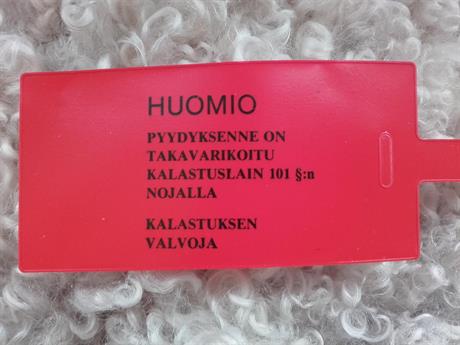 HUOMIO
PYYDYKSENNE ON
TAKAVARIKOITU
KALASTUSLAIN 101 §:n
NOJALLA
KALASTUKSEN
VALVOJA